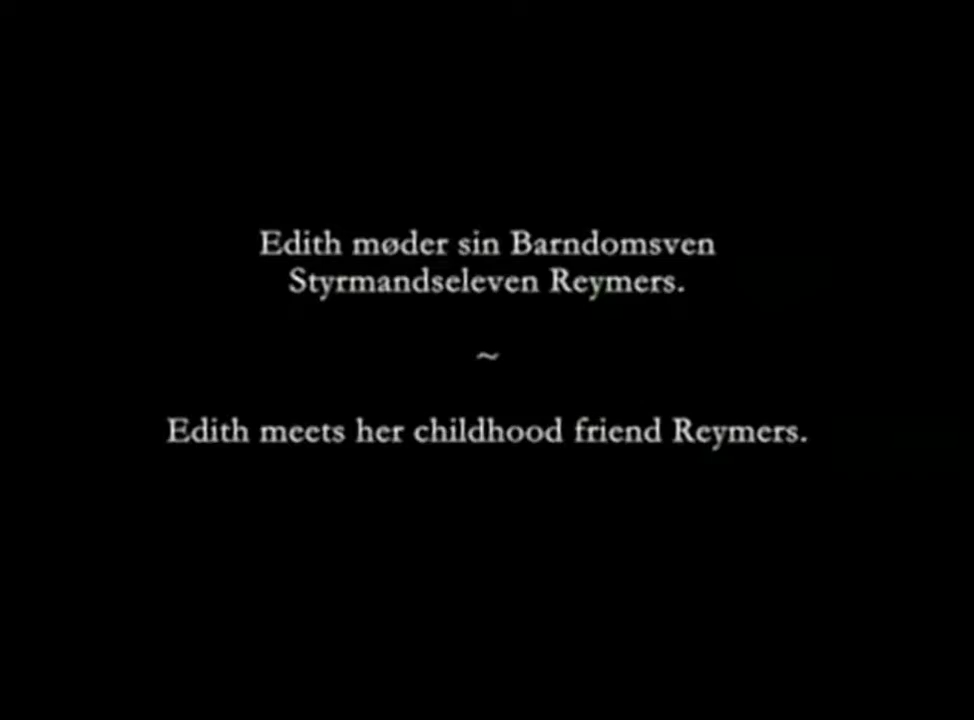 Edith møder sin Barndomsven
Styrmandseleven Reymers.
~
Edith meets her childhood friend Reymers.